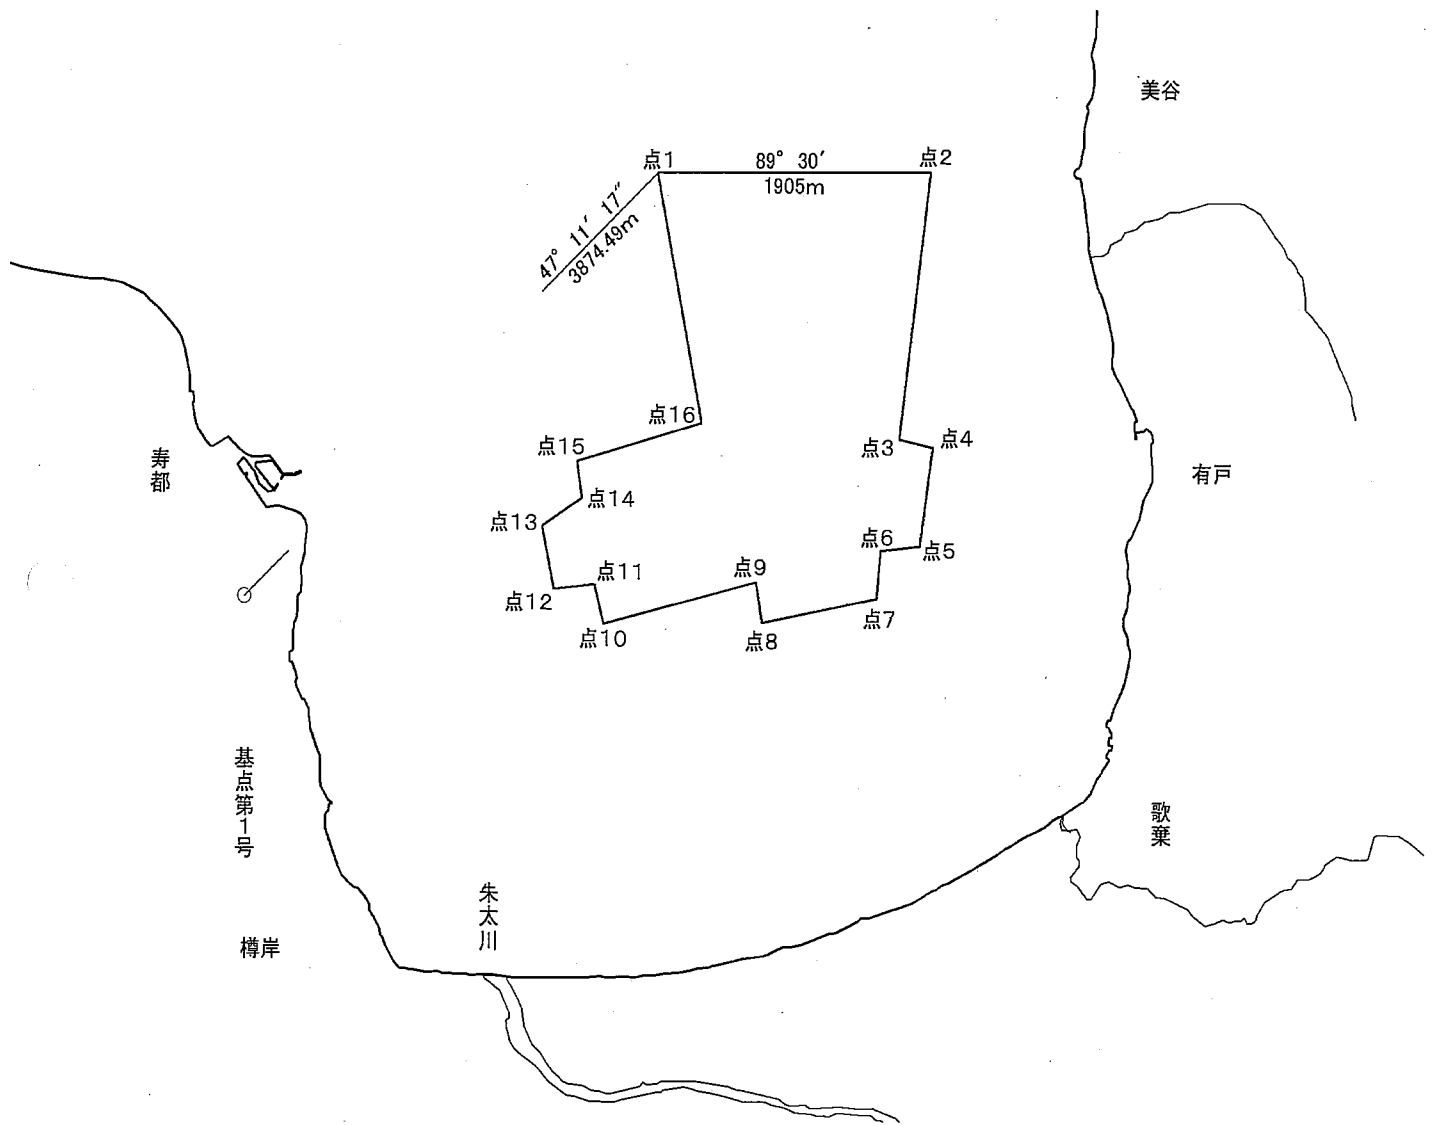 美谷
点1
89° 30′
点2
1905m
47° 11′ 17″
3874.49m
点16
点3
点4
点15
寿都
有戸
点14
点13
点6
点5
点9
点11
点12
点7
点10
点8
基点第1号
歌棄
朱太川
樽岸